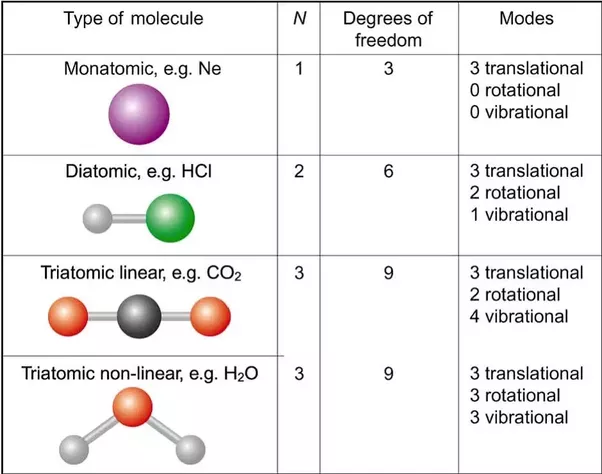 Type of molecule N Degrees of freedom Modes
Monatomic, e.g. Ne 1 3 3 translational
0 rotational
0 vibrational
Diatomic, e.g. HCl 2 6 3 translational
2 rotational
1 vibrational
Triatomic linear, e.g. CO₂ 3 9 3 translational
2 rotational
4 vibrational
Triatomic non-linear, e.g. H₂O 3 9 3 translational
3 rotational
3 vibrational